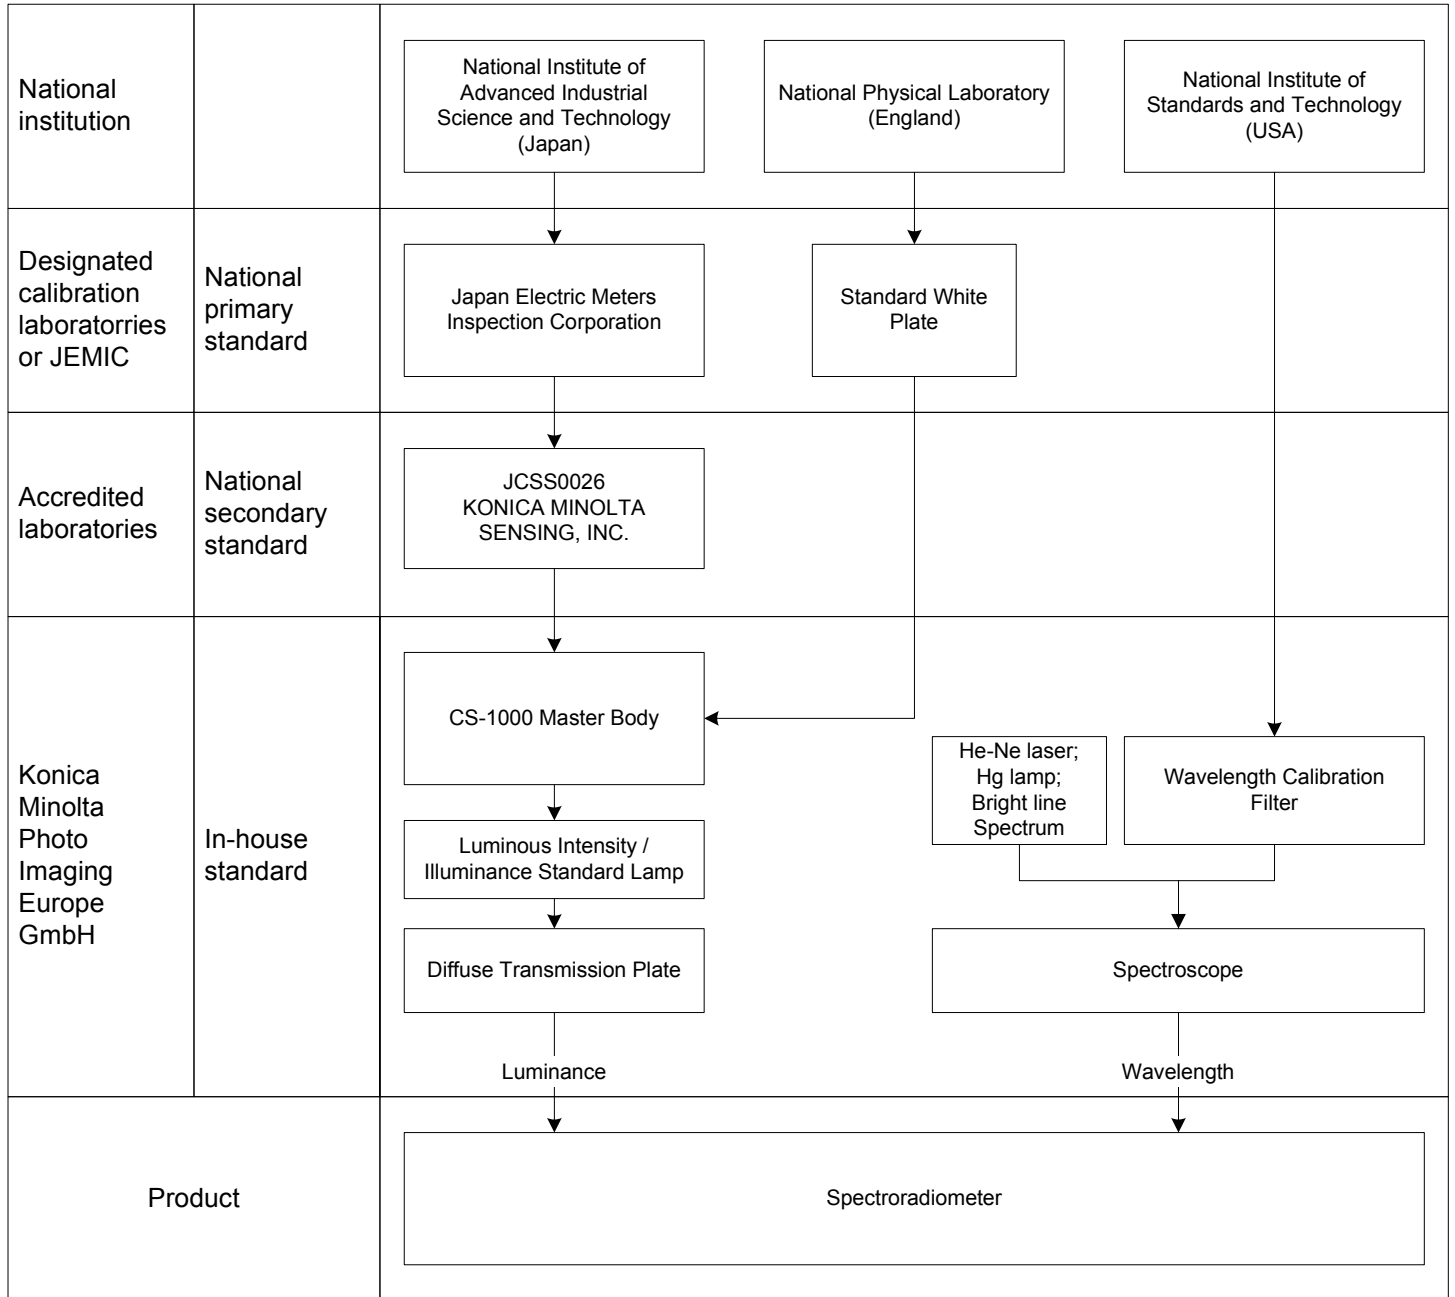 National
institution
National Institute of
Advanced Industrial
Science and Technology
(Japan)
National Physical Laboratory
(England)
National Institute of
Standards and Technology
(USA)
Designated
calibration
laboratorries
or JEMIC
National
primary
standard
Japan Electric Meters
Inspection Corporation
Standard White
Plate
Accredited
laboratories
National
secondary
standard
JCSS0026
KONICA MINOLTA
SENSING, INC.
Konica
Minolta
Photo
Imaging
Europe
GmbH
In-house
standard
CS-1000 Master Body
He-Ne laser;
Hg lamp;
Bright line
Spectrum
Wavelength Calibration
Filter
Luminous Intensity /
Illuminance Standard Lamp
Diffuse Transmission Plate
Spectroscope
Luminance
Wavelength
Product
Spectroradiometer